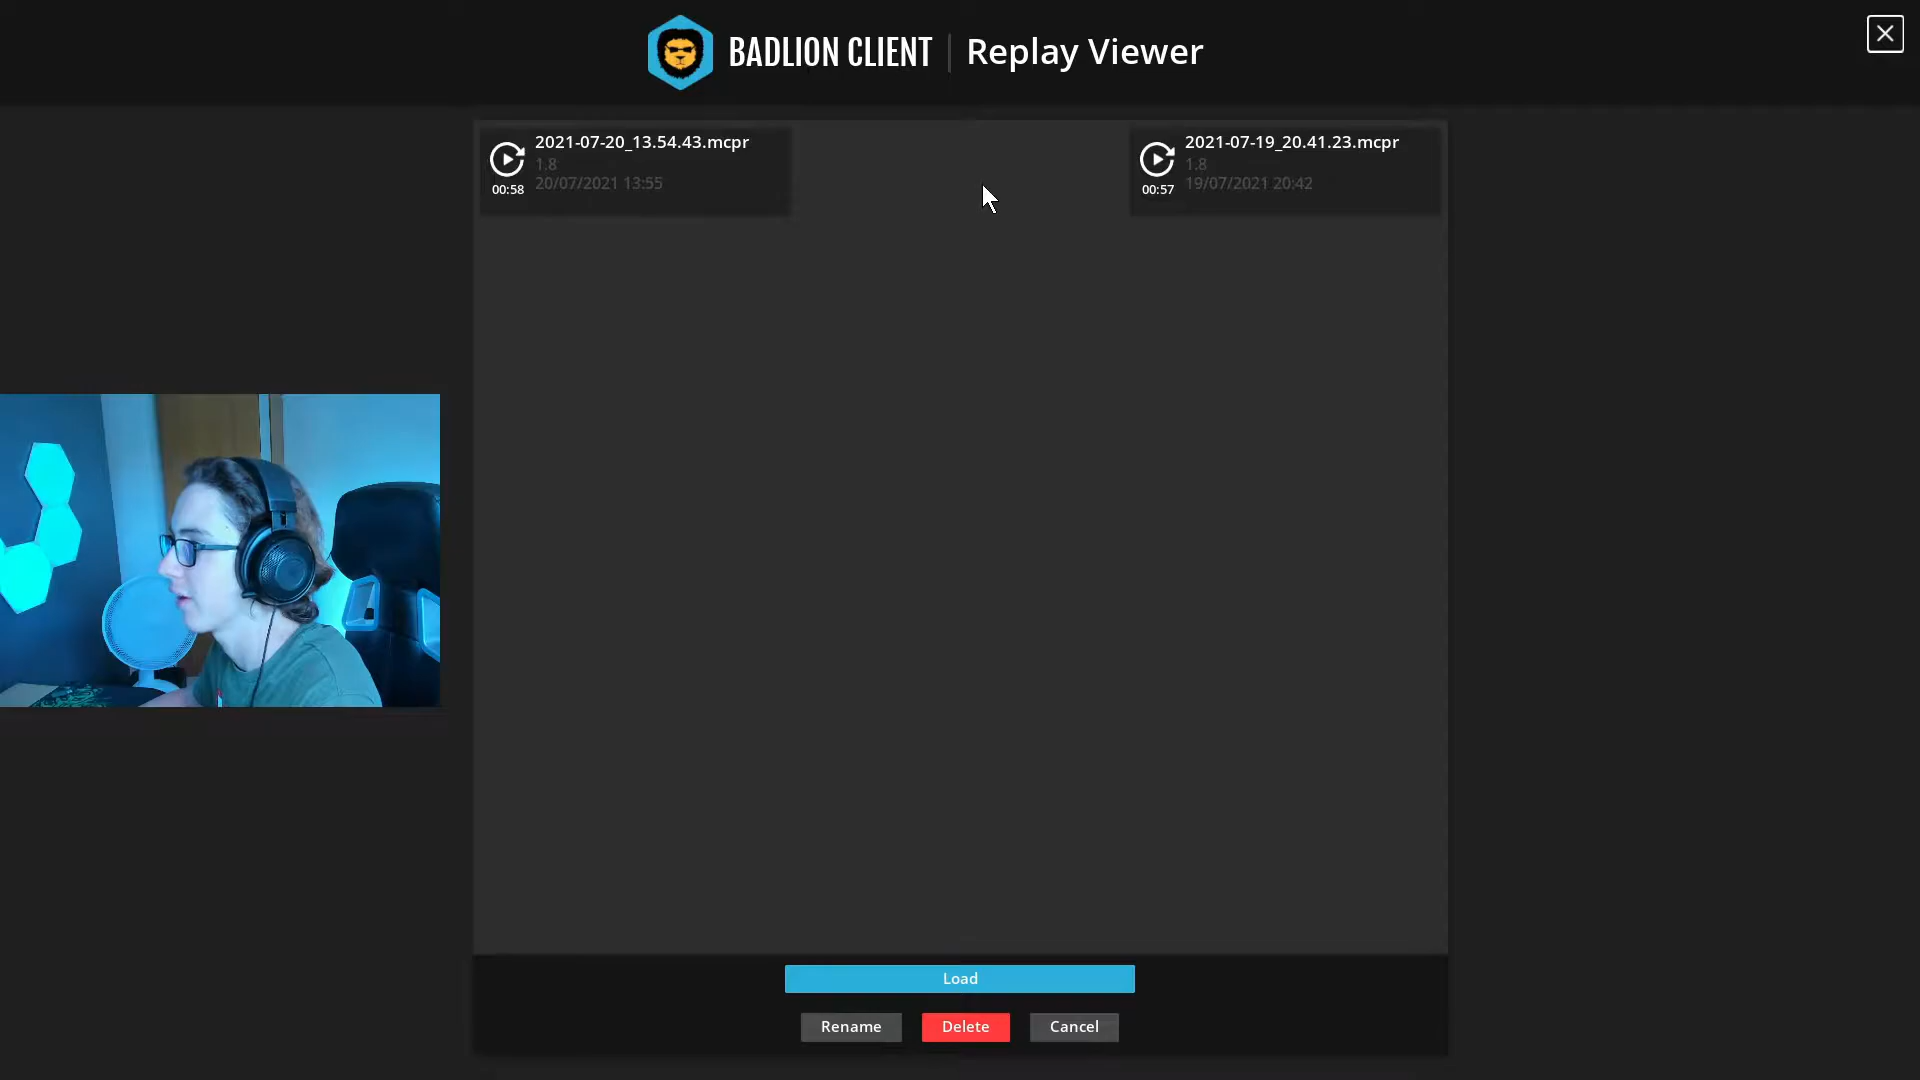 BADLION CLIENT | Replay Viewer
2021-07-20_13.54.43.mcpr
1.8
20/07/2021 13:55
00:58
2021-07-19_20.41.23.mcpr
1.8
19/07/2021 20:42
00:57
Load
Rename
Delete
Cancel